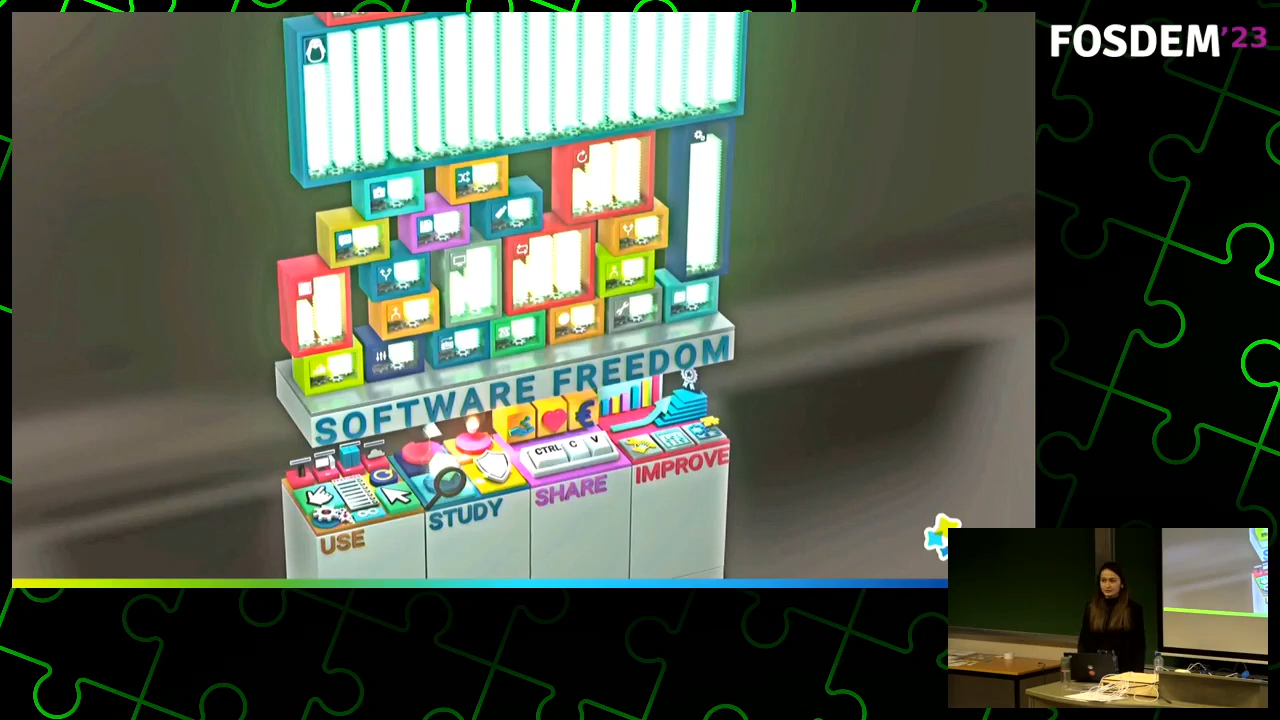 FOSDEM'23
SOFTWARE FREEDOM
CTRL C V
USE
STUDY
SHARE
IMPROVE